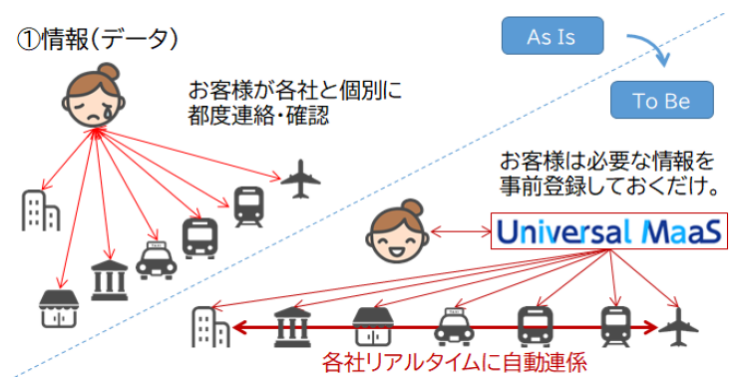 ①情報(データ)
お客様が各社と個別に
都度連絡・確認
As Is
To Be
お客様は必要な情報を
事前登録しておくだけ。
Universal MaaS
TAXI
TAXI
各社リアルタイムに自動連係